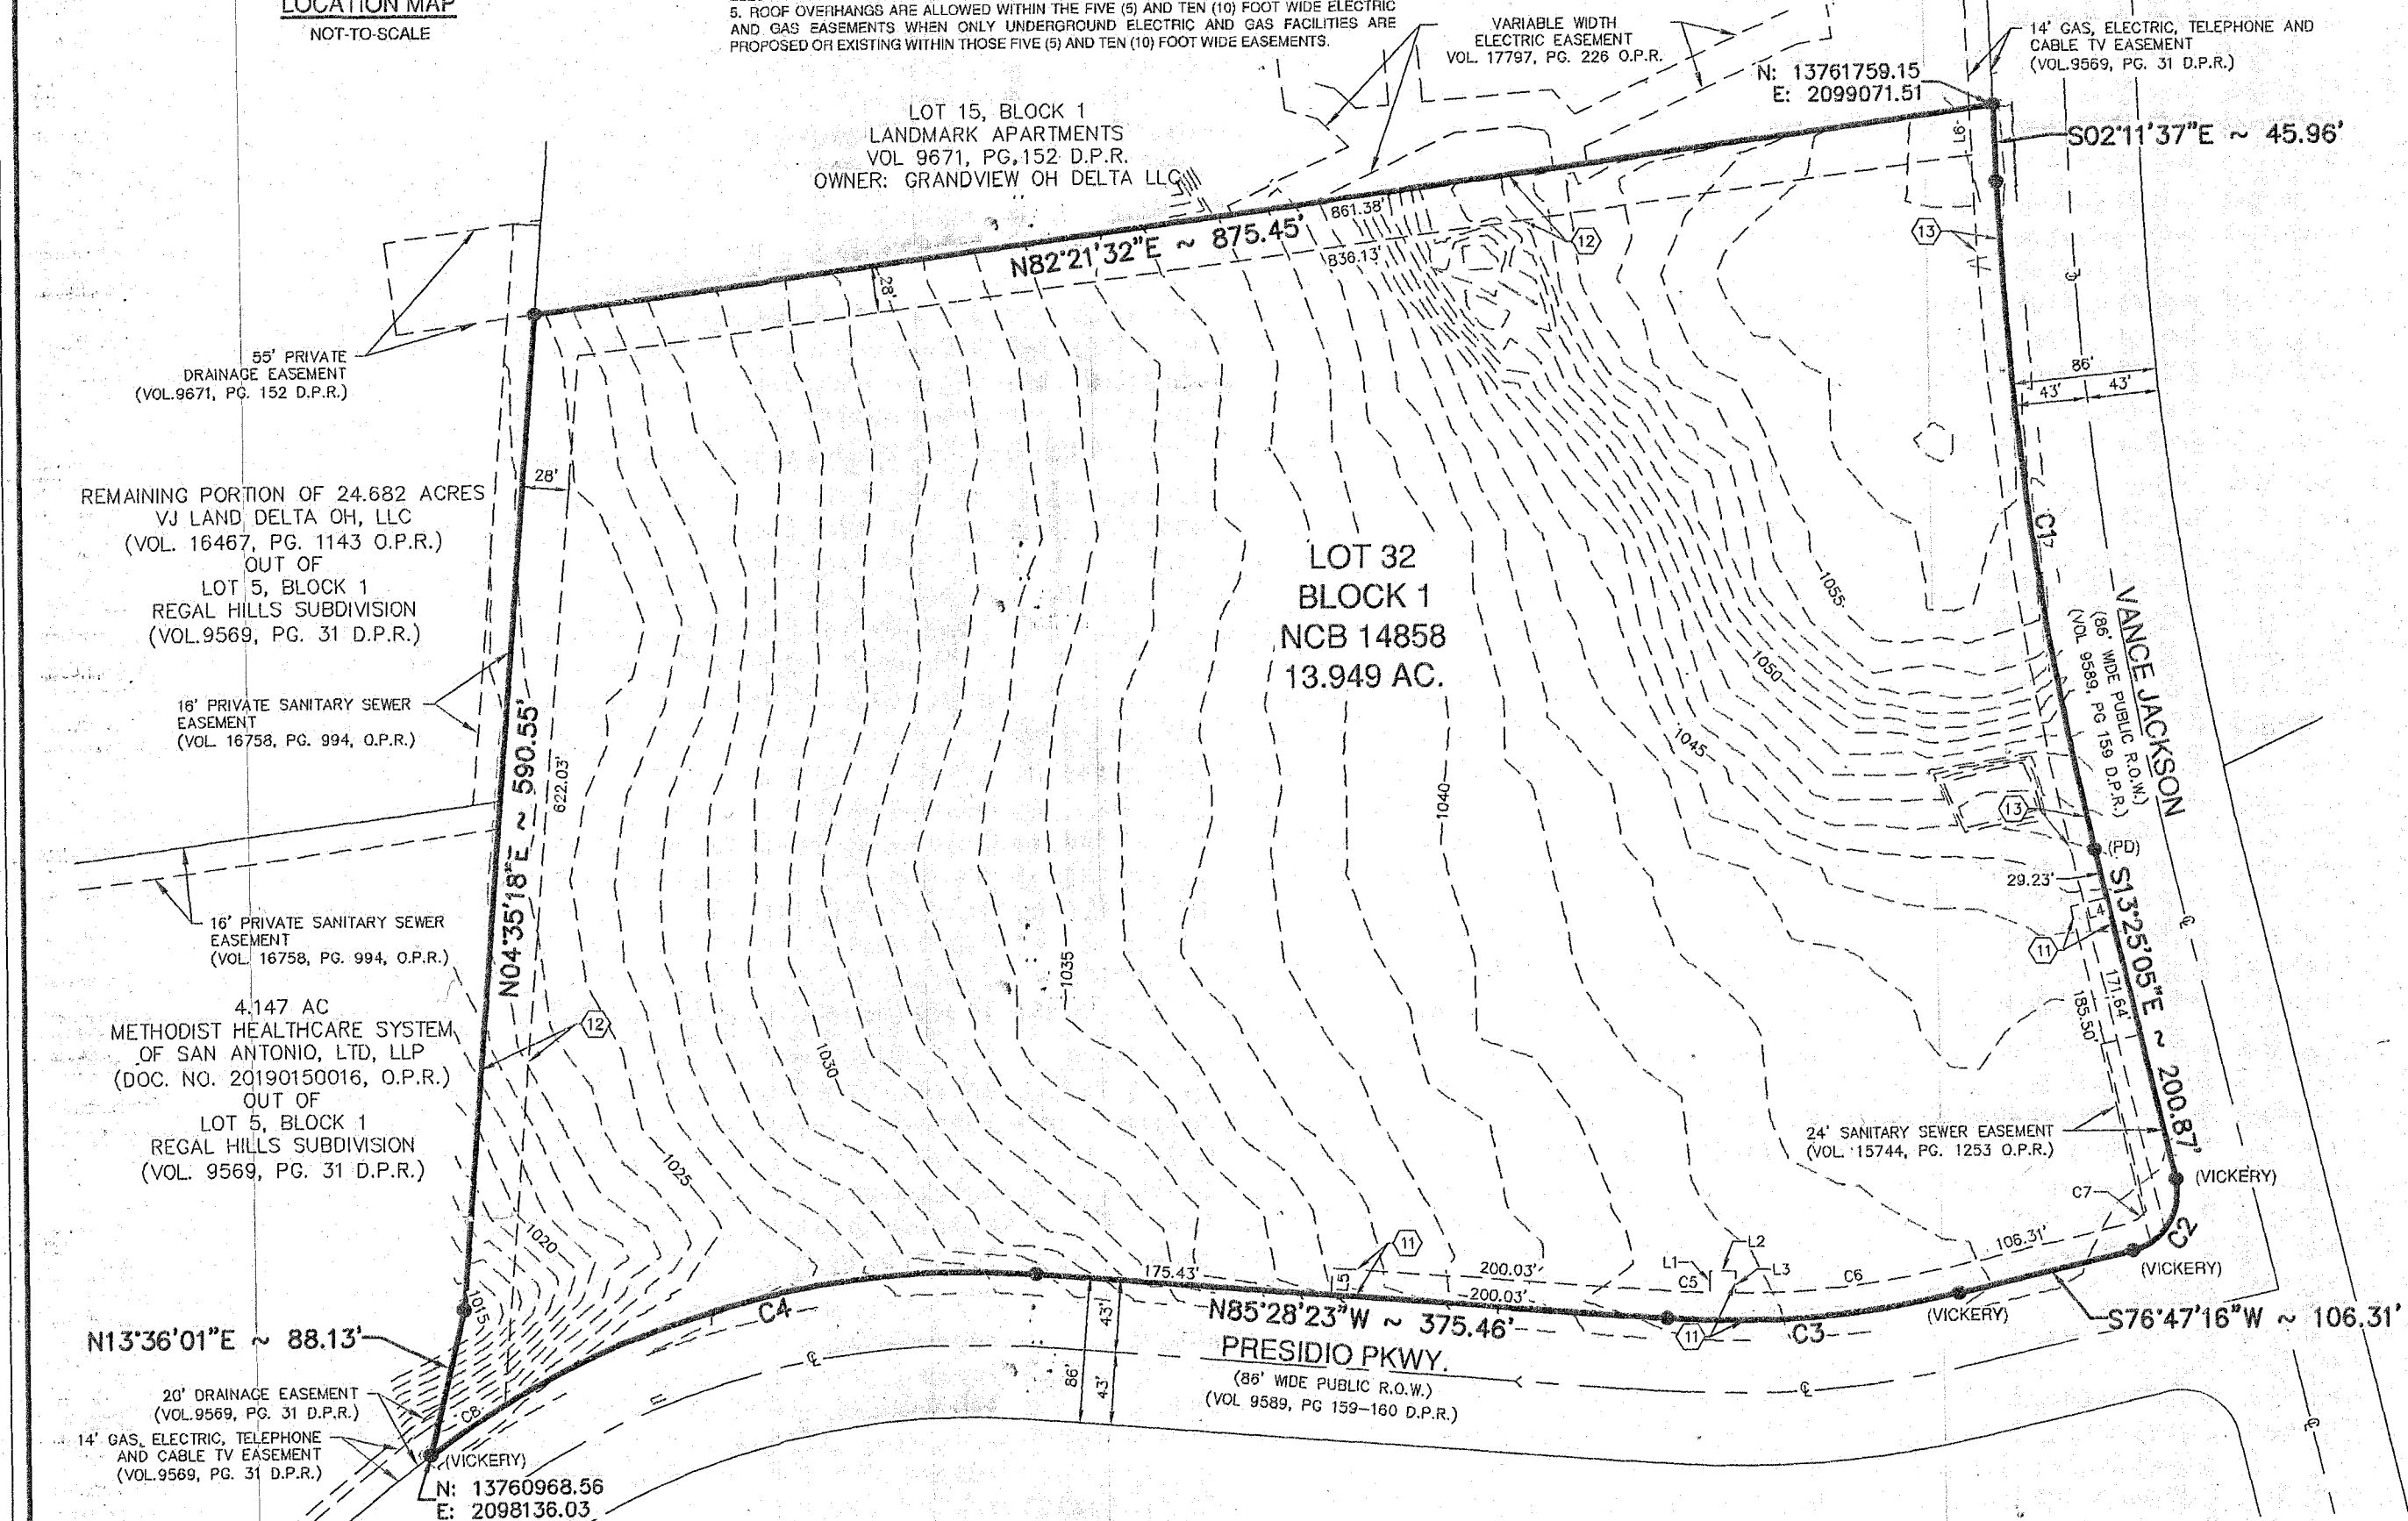 LOCATION MAP
NOT-TO-SCALE
5. ROOF OVERHANGS ARE ALLOWED WITHIN THE FIVE (5) AND TEN (10) FOOT WIDE ELECTRIC
AND GAS EASEMENTS WHEN ONLY UNDERGROUND ELECTRIC AND GAS FACILITIES ARE
PROPOSED OR EXISTING WITHIN THOSE FIVE (5) AND TEN (10) FOOT WIDE EASEMENTS.
VARIABLE WIDTH
ELECTRIC EASEMENT
VOL. 17797, PG. 226 O.P.R.
14' GAS, ELECTRIC, TELEPHONE AND
CABLE TV EASEMENT
(VOL.9569, PG. 31 D.P.R.)
N: 13761759.15
E: 2099071.51
LOT 15, BLOCK 1
LANDMARK APARTMENTS
VOL 9671, PG.152 D.P.R.
OWNER: GRANDVIEW OH DELTA LLC
L6
S02°11'37"E ~ 45.96'
861.38'
N82°21'32"E ~ 875.45'
836.13'
12
13
28'
55' PRIVATE
DRAINAGE EASEMENT
(VOL.9671, PG. 152 D.P.R.)
86'
43'
43'
28'
REMAINING PORTION OF 24.682 ACRES
VJ LAND DELTA OH, LLC
(VOL. 16467, PG. 1143 O.P.R.)
OUT OF
LOT 5, BLOCK 1
REGAL HILLS SUBDIVISION
(VOL.9569, PG. 31 D.P.R.)
LOT 32
BLOCK 1
NCB 14858
13.949 AC.
C1
1055
1050
1045
1040
VANCE JACKSON
(86' WIDE PUBLIC R.O.W.)
(VOL 9589, PG 159 D.P.R.)
16' PRIVATE SANITARY SEWER
EASEMENT
(VOL. 16758, PG. 994, O.P.R.)
N04°35'18"E ~ 590.55'
622.03'
13
(PD)
29.23'
L4
11
S13°25'05"E ~ 200.87'
171.64'
185.50'
16' PRIVATE SANITARY SEWER
EASEMENT
(VOL. 16758, PG. 994, O.P.R.)
1035
4.147 AC
METHODIST HEALTHCARE SYSTEM
OF SAN ANTONIO, LTD, LLP
(DOC. NO. 20190150016, O.P.R.)
OUT OF
LOT 5, BLOCK 1
REGAL HILLS SUBDIVISION
(VOL. 9569, PG. 31 D.P.R.)
12
1030
1025
1020
1015
24' SANITARY SEWER EASEMENT
(VOL. 15744, PG. 1253 O.P.R.)
C7
(VICKERY)
C2
(VICKERY)
106.31'
11
L2
L1
L3
C5
C6
175.43'
L5
200.03'
200.03'
N85°28'23"W ~ 375.46'
11
C3
(VICKERY)
S76°47'16"W ~ 106.31'
C4
43'
86'
43'
PRESIDIO PKWY.
(86' WIDE PUBLIC R.O.W.)
(VOL 9589, PG 159-160 D.P.R.)
N13°36'01"E ~ 88.13'
20' DRAINAGE EASEMENT
(VOL.9569, PG. 31 D.P.R.)
C8
14' GAS, ELECTRIC, TELEPHONE
AND CABLE TV EASEMENT
(VOL.9569, PG. 31 D.P.R.)
(VICKERY)
N: 13760968.56
E: 2098136.03